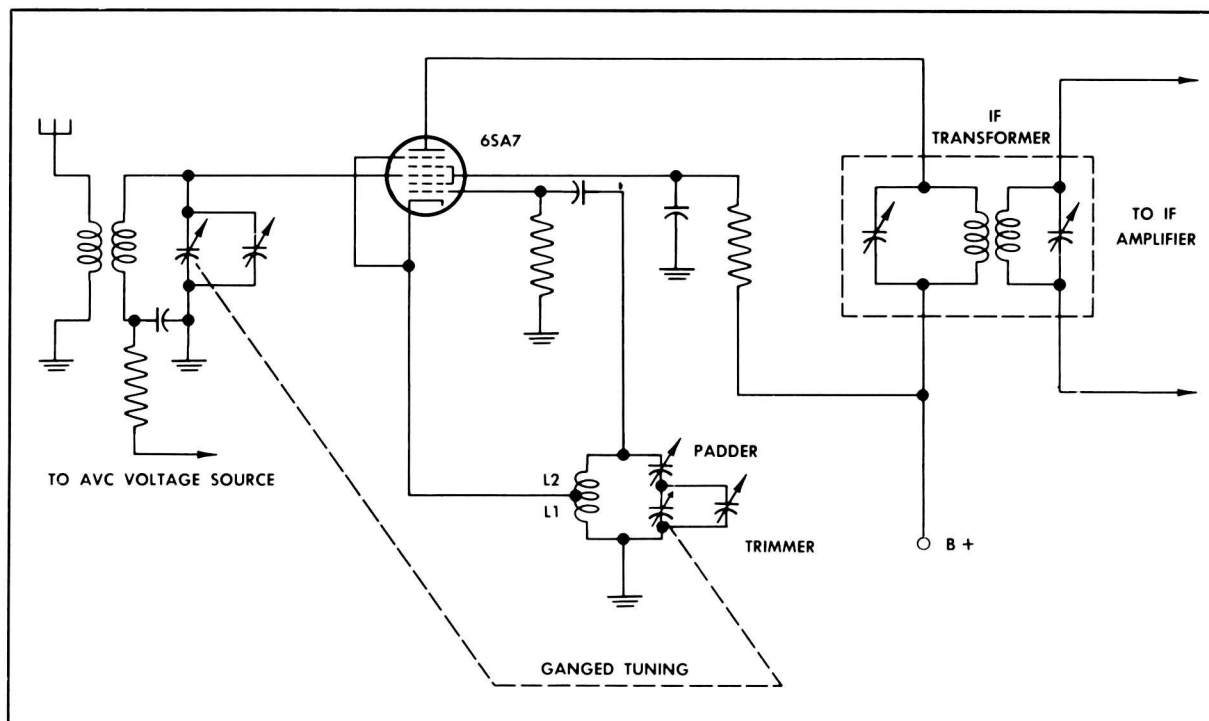 6SA7
IF
TRANSFORMER
TO IF
AMPLIFIER
TO AVC VOLTAGE SOURCE
PADDER
L2
L1
TRIMMER
B +
GANGED TUNING